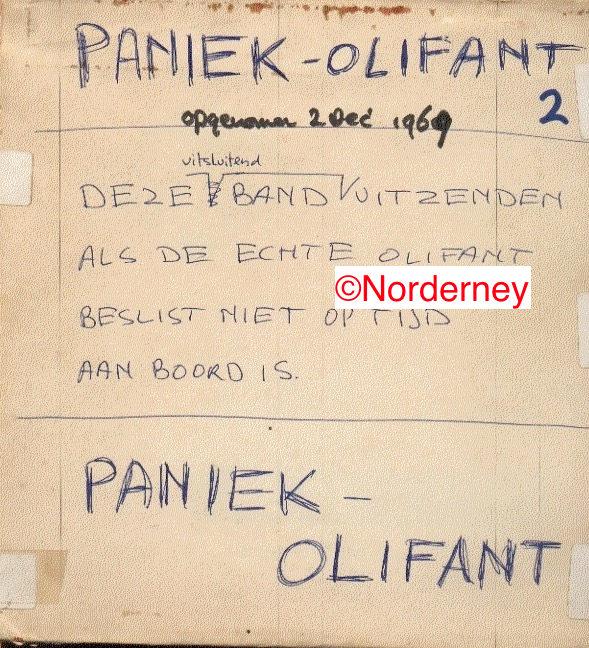 PANIEK-OLIFANT
2
opgenomen 2 Dec 1969
uitsluitend
DEZE BAND UITZENDEN
ALS DE ECHTE OLIFANT
©Norderney
BESLIST NIET OP TIJD
AAN BOORD IS.
PANIEK-
OLIFANT